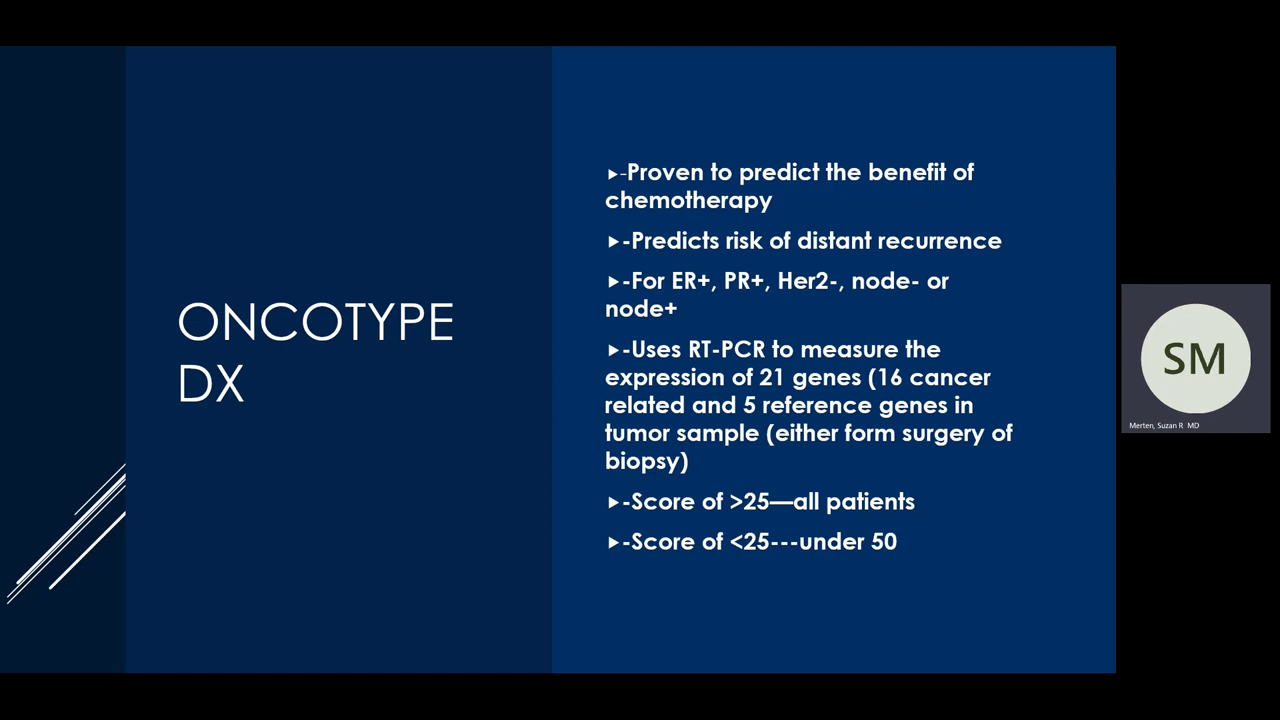 ONCOTYPE
DX
-Proven to predict the benefit of
chemotherapy
-Predicts risk of distant recurrence
-For ER+, PR+, Her2-, node- or
node+
-Uses RT-PCR to measure the
expression of 21 genes (16 cancer
related and 5 reference genes in
tumor sample (either form surgery of
biopsy)
-Score of >25—all patients
-Score of <25---under 50
SM
Merten, Suzan R MD